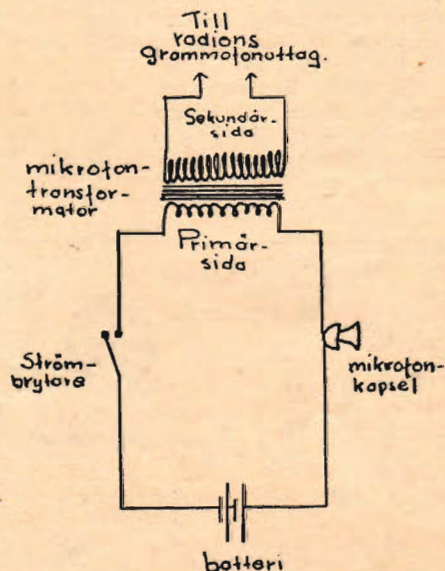 Till
radions
grammofonuttag.
Sekundär-
sida
mikrofon-
transfor-
mator
Primär-
sida
Ström-
brytare
mikrofon-
kapsel
batteri